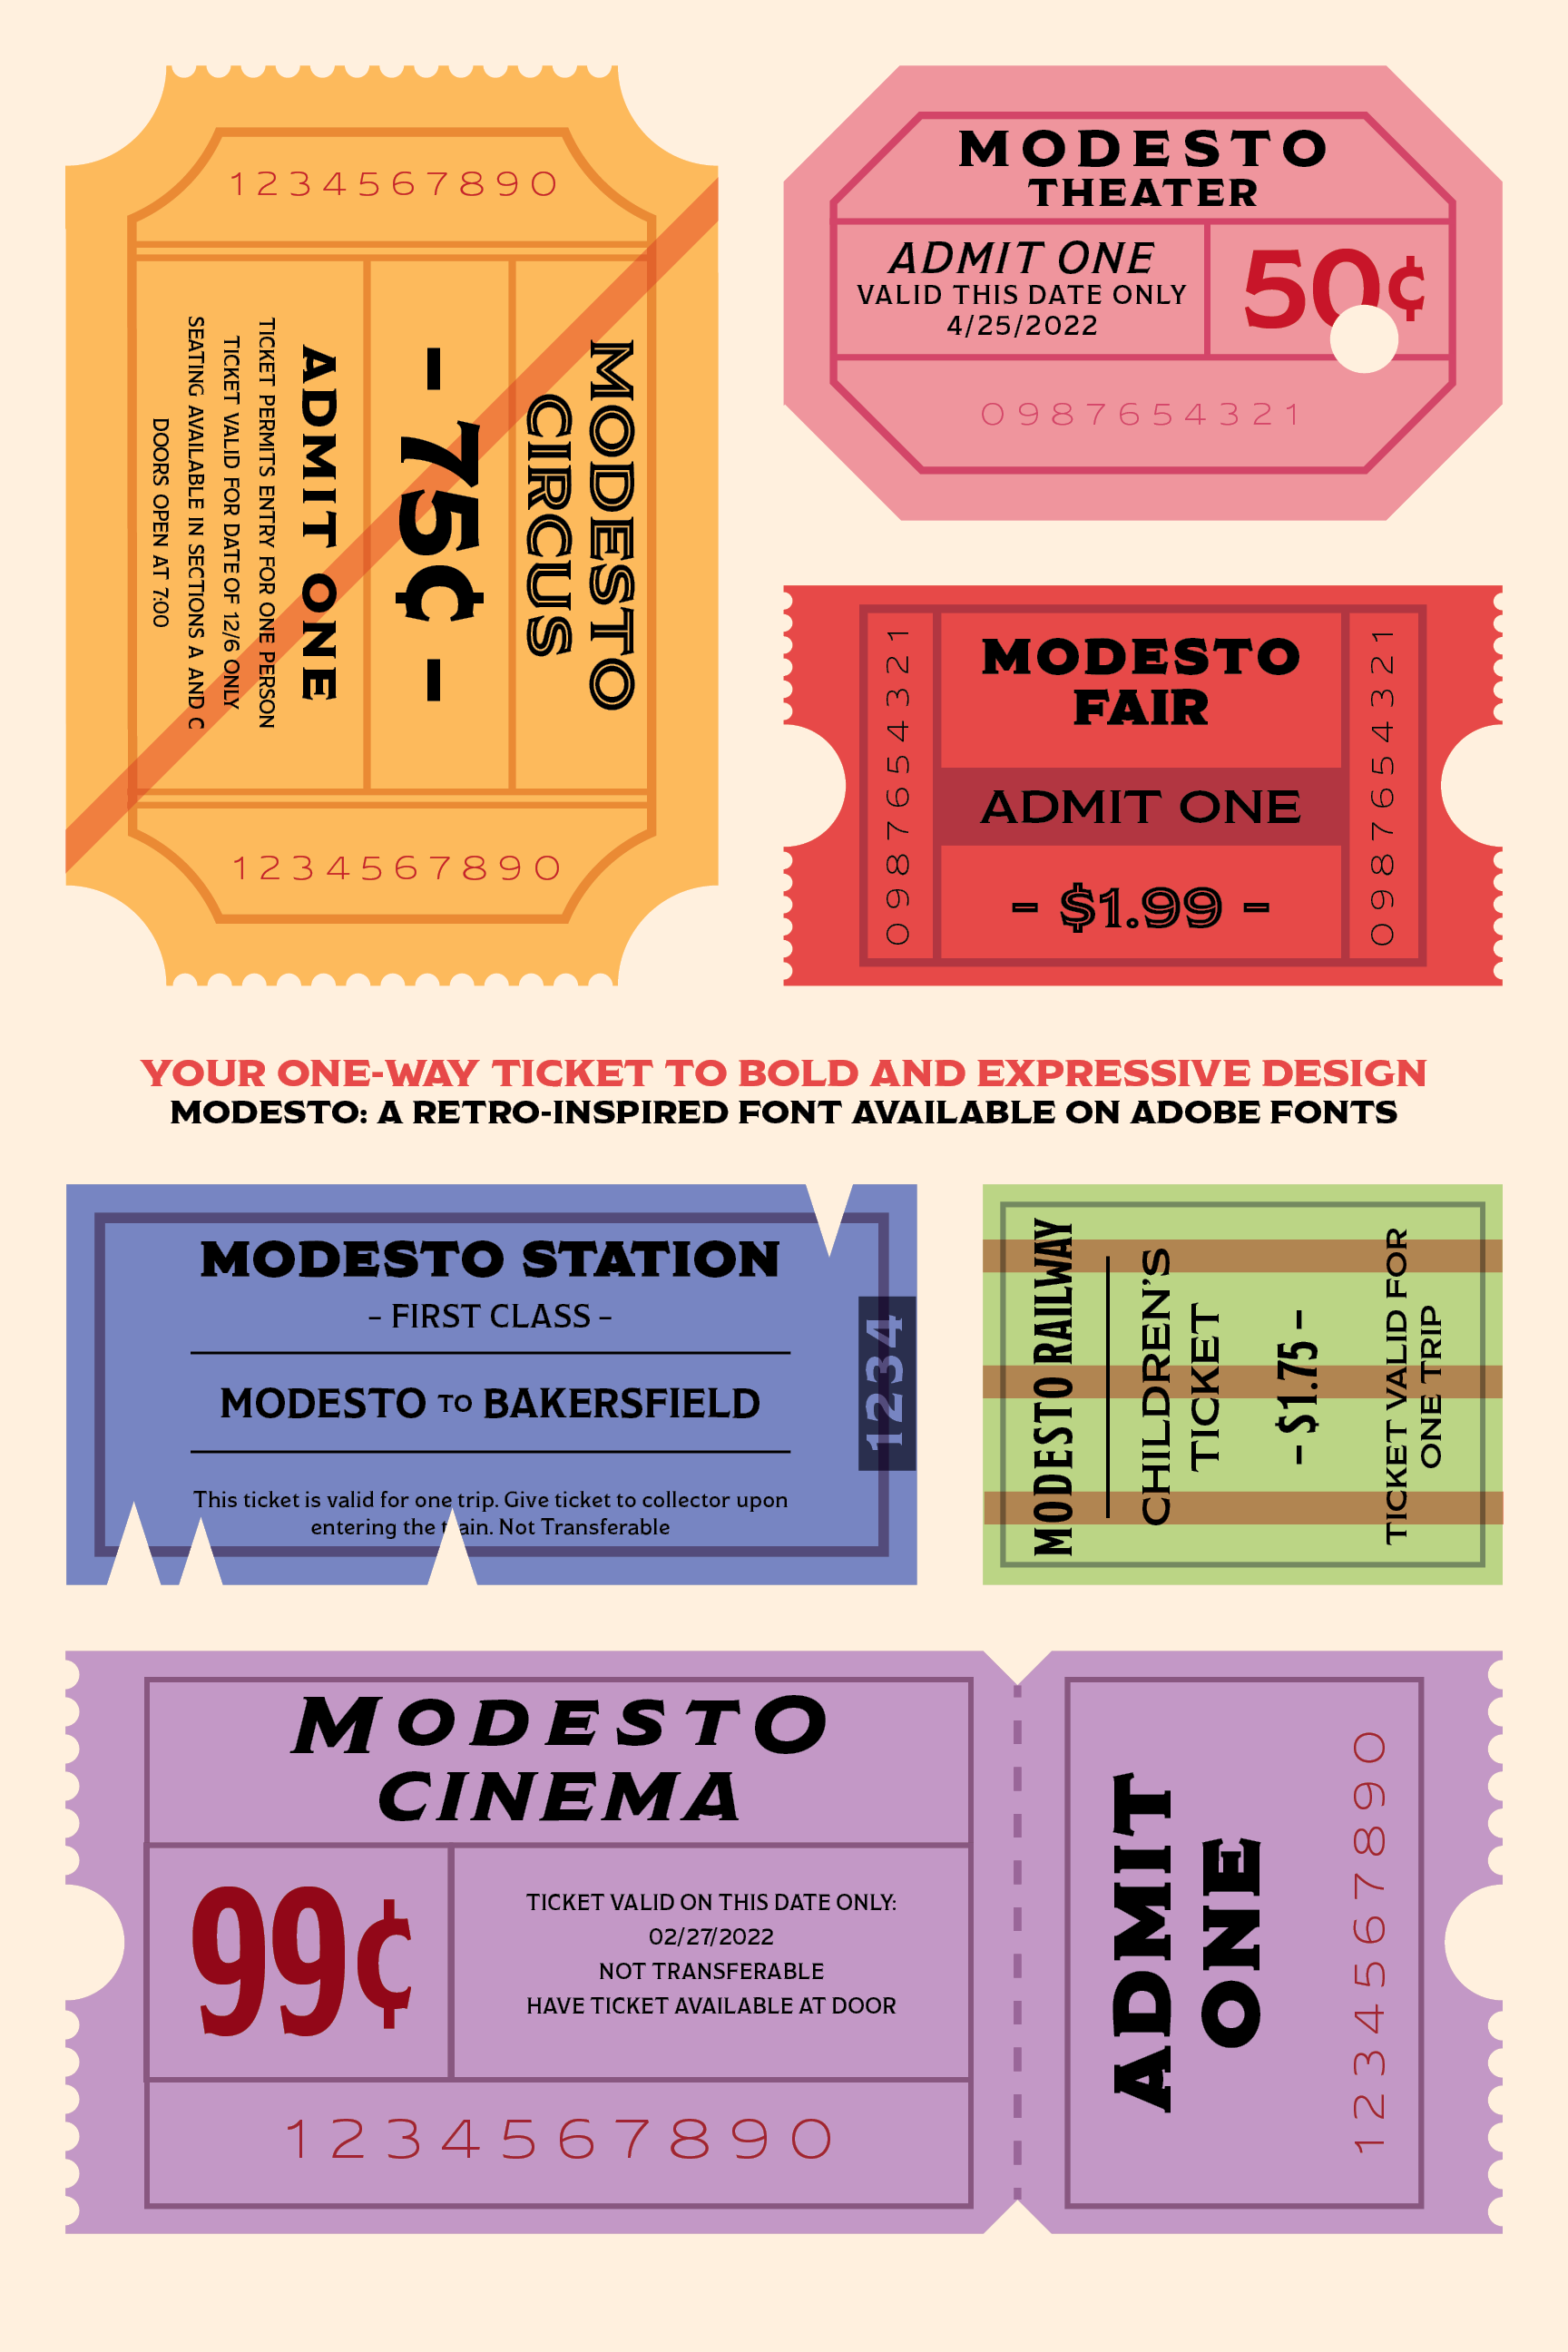 1234567890
MODESTO
CIRCUS
- 75¢ -
ADMIT ONE
TICKET PERMITS ENTRY FOR ONE PERSON
TICKET VALID FOR DATE OF 12/6 ONLY
SEATING AVAILABLE IN SECTIONS A AND C
DOORS OPEN AT 7:00
1234567890
MODESTO
THEATER
ADMIT ONE
VALID THIS DATE ONLY
4/25/2022
50¢
0987654321
0987654321
MODESTO
FAIR
ADMIT ONE
- $1.99 -
0987654321
YOUR ONE-WAY TICKET TO BOLD AND EXPRESSIVE DESIGN
MODESTO: A RETRO-INSPIRED FONT AVAILABLE ON ADOBE FONTS
MODESTO STATION
- FIRST CLASS -
MODESTO TO BAKERSFIELD
This ticket is valid for one trip. Give ticket to collector upon
entering the train. Not Transferable
1234
MODESTO RAILWAY
CHILDREN'S
TICKET
- $1.75 -
TICKET VALID FOR
ONE TRIP
MODESTO
CINEMA
99¢
TICKET VALID ON THIS DATE ONLY:
02/27/2022
NOT TRANSFERABLE
HAVE TICKET AVAILABLE AT DOOR
1234567890
ADMIT
ONE
1234567890